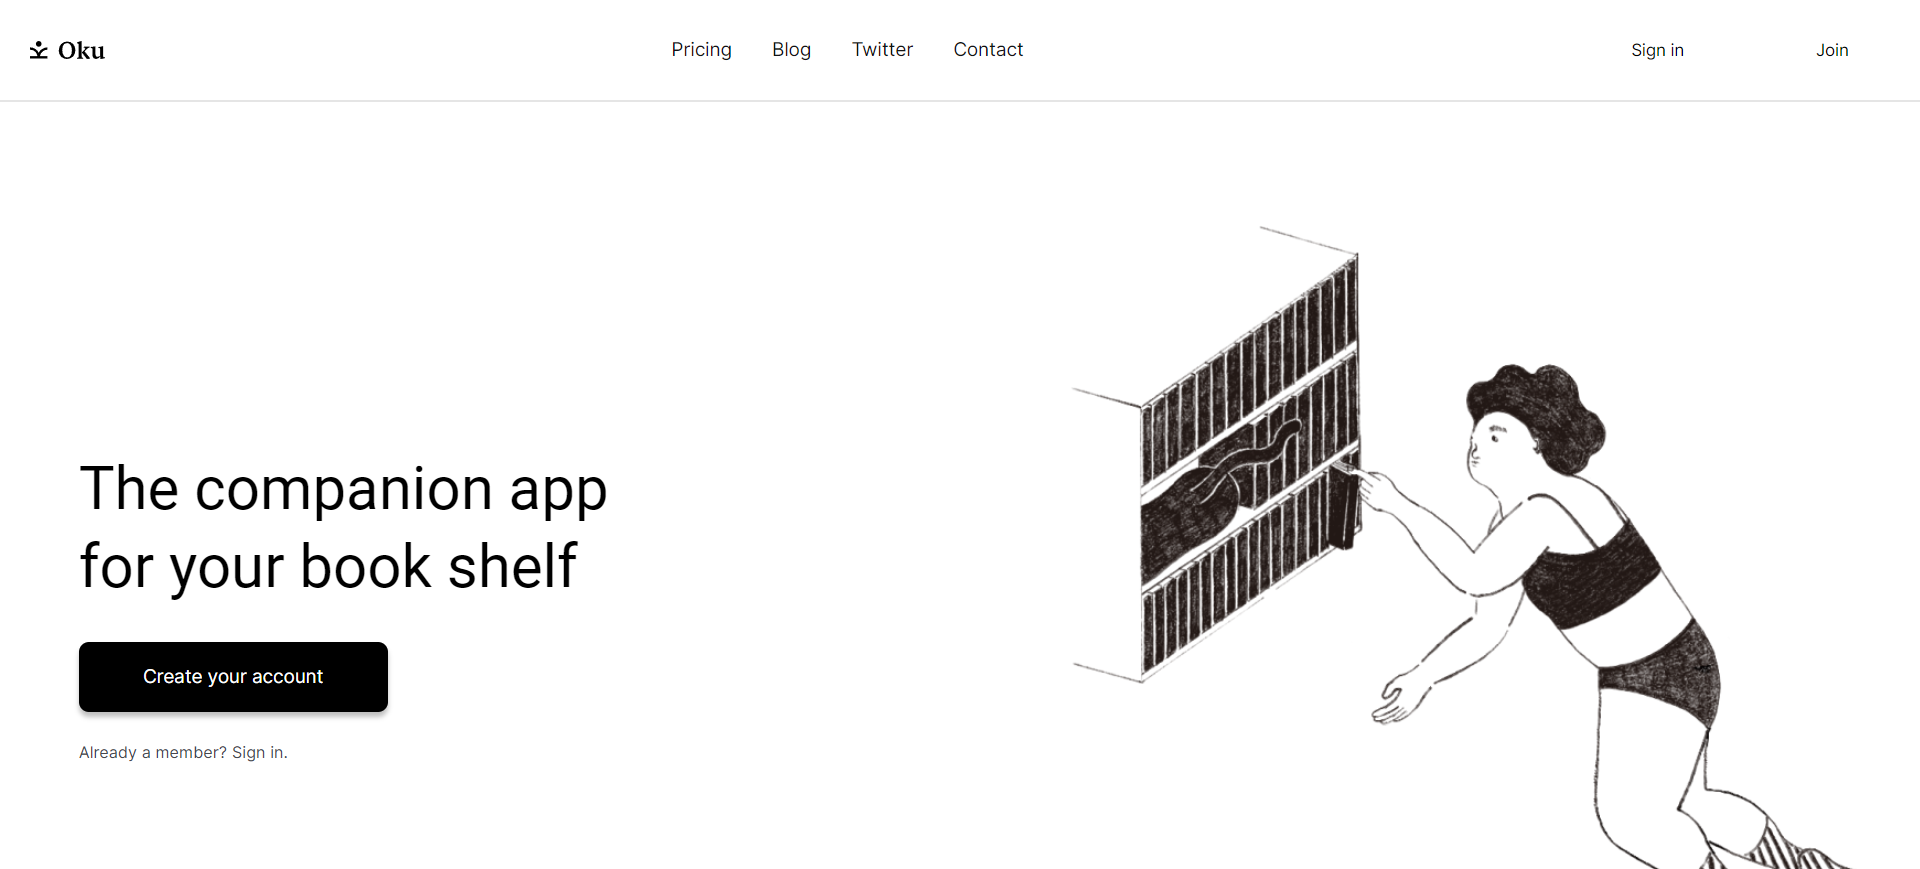 Oku
Pricing Blog Twitter Contact
Sign in Join
The companion app
for your book shelf
Create your account
Already a member? Sign in.